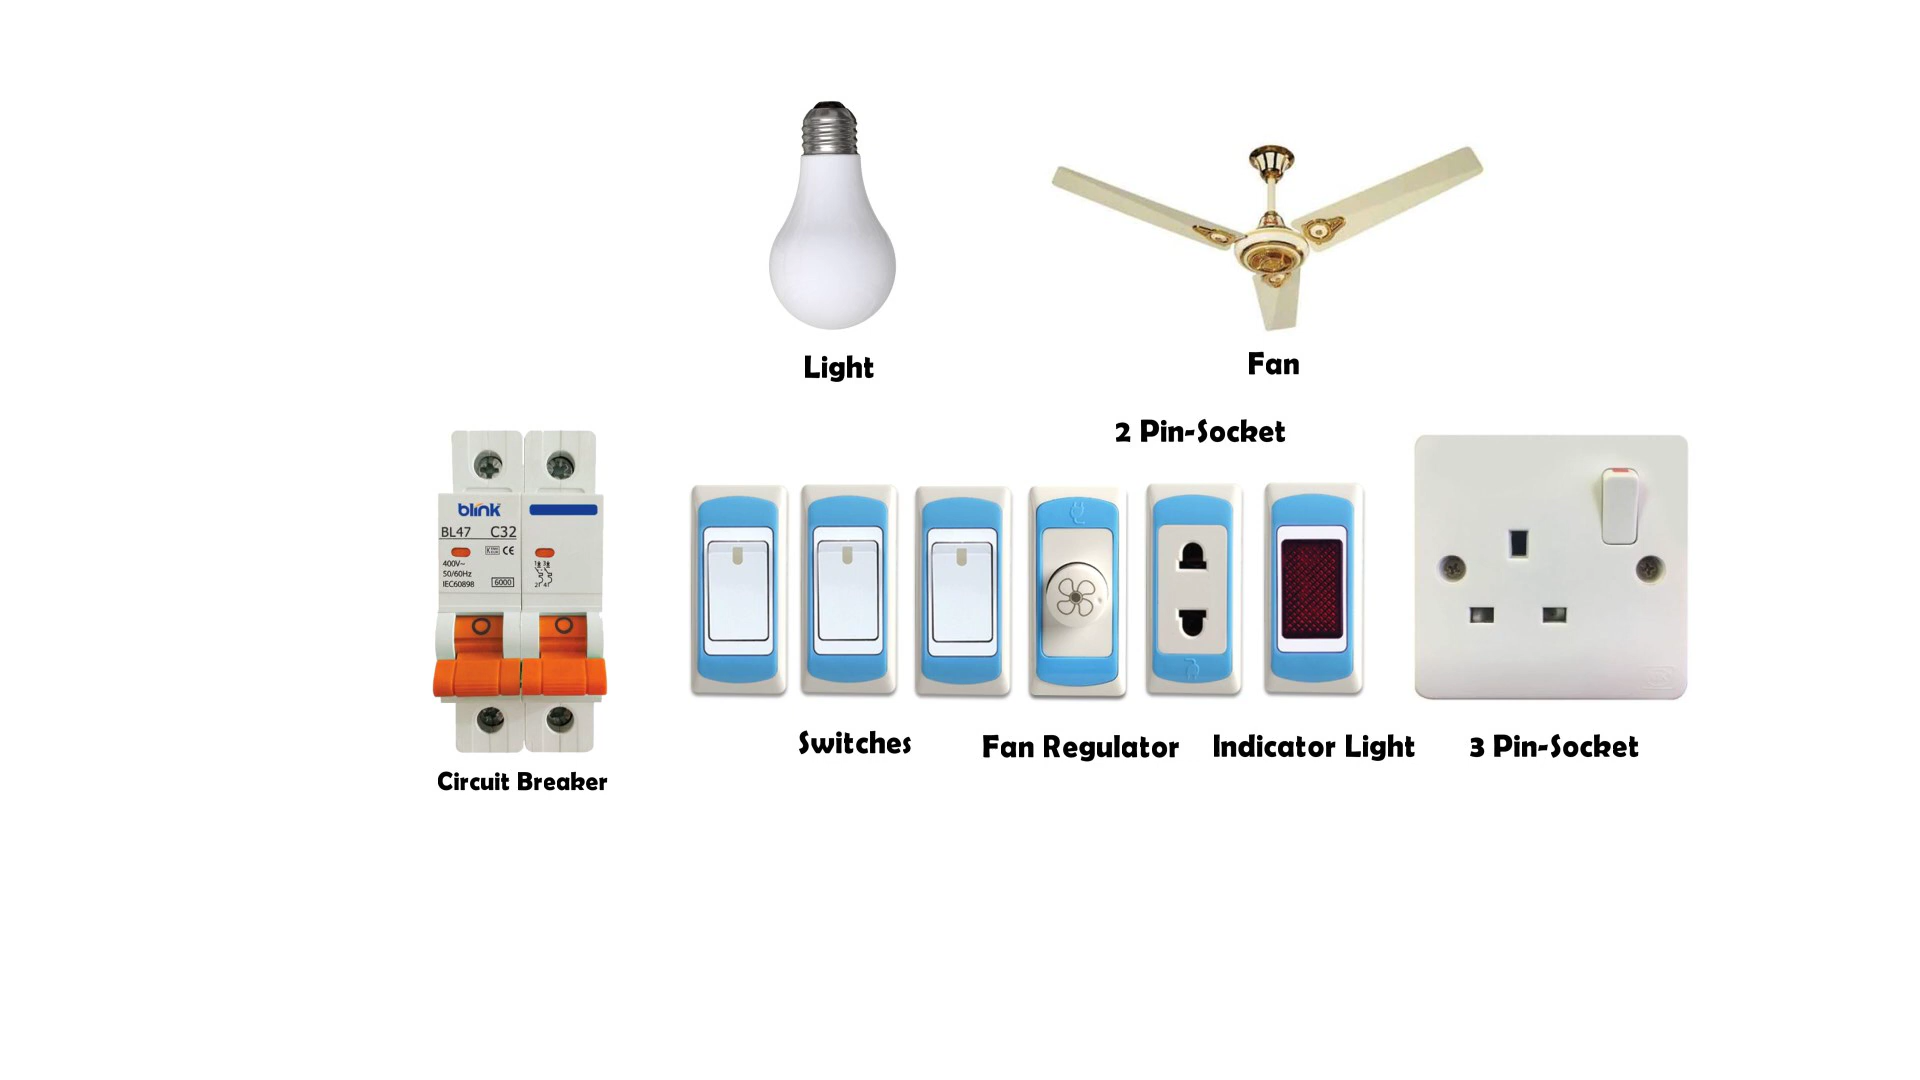 Light
Fan
2 Pin-Socket
blink
BL47 C32
CE
400V~
50/60Hz
IEC60898
6000
Switches
Fan Regulator
Indicator Light
3 Pin-Socket
Circuit Breaker